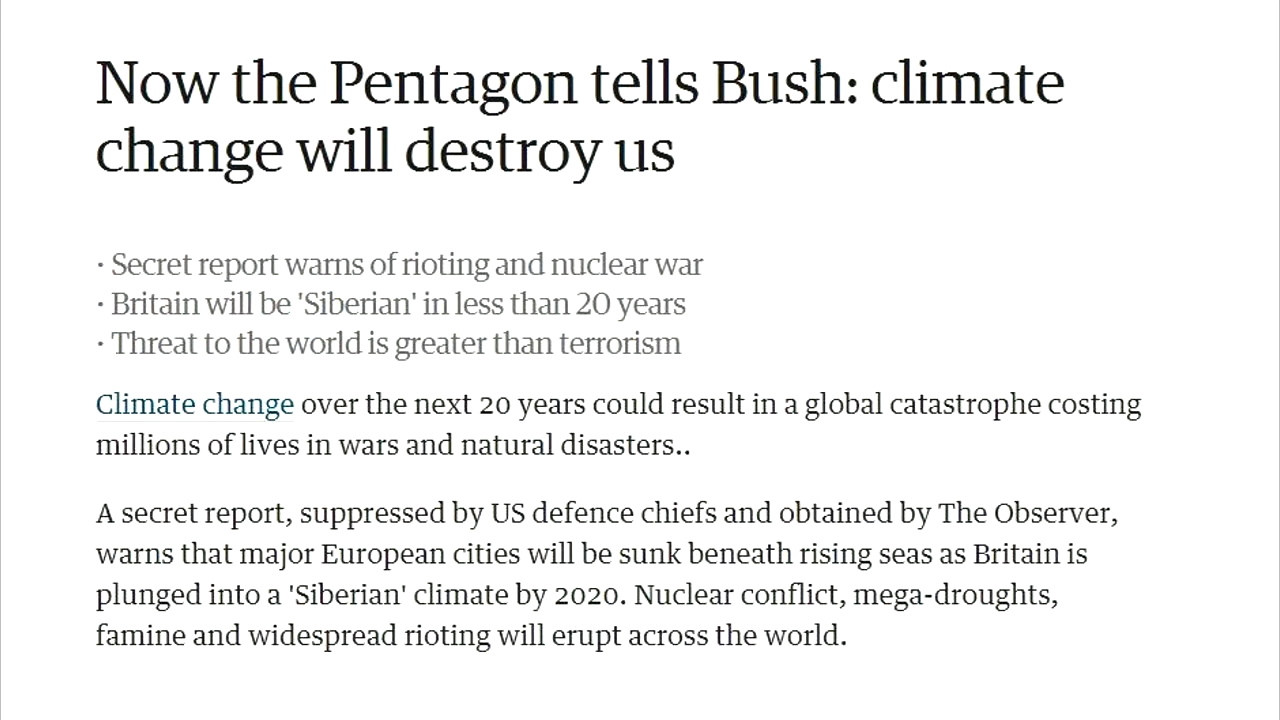 Now the Pentagon tells Bush: climate
change will destroy us
· Secret report warns of rioting and nuclear war
· Britain will be 'Siberian' in less than 20 years
· Threat to the world is greater than terrorism
Climate change over the next 20 years could result in a global catastrophe costing
millions of lives in wars and natural disasters..
A secret report, suppressed by US defence chiefs and obtained by The Observer,
warns that major European cities will be sunk beneath rising seas as Britain is
plunged into a 'Siberian' climate by 2020. Nuclear conflict, mega-droughts,
famine and widespread rioting will erupt across the world.